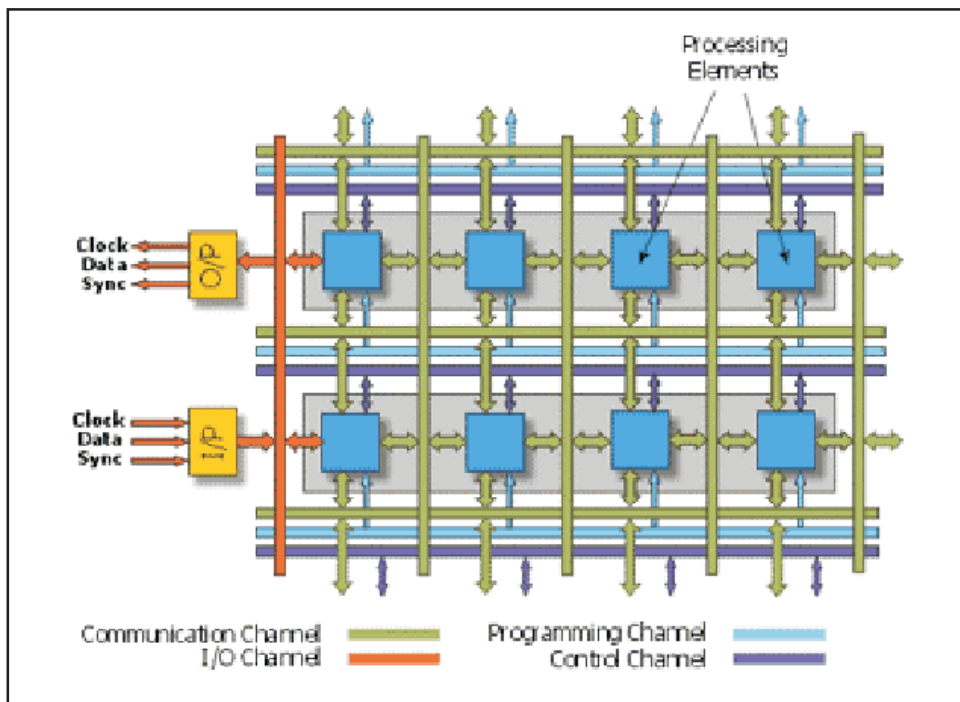 Processing
Elements
Clock
Data
Sync
O/P
Clock
Data
Sync
I/P
Communication Channel
I/O Channel
Programming Channel
Control Channel